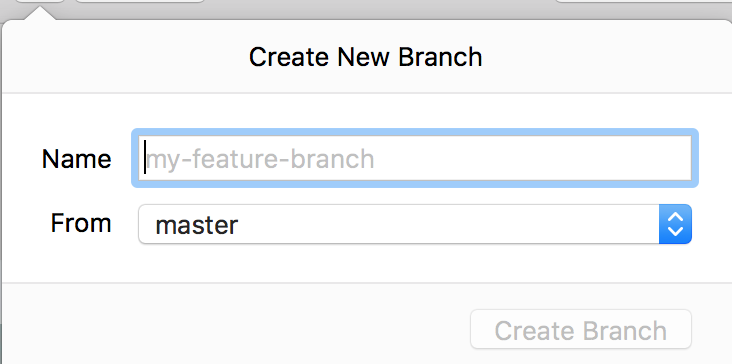 Create New Branch
Name my-feature-branch
From master
Create Branch